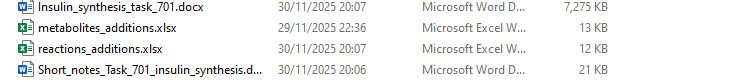 Insulin_synthesis_task_701.docx 30/11/2025 20:07 Microsoft Word D... 7,275 KB
metabolites_additions.xlsx 29/11/2025 22:36 Microsoft Excel W... 13 KB
reactions_additions.xlsx 30/11/2025 20:07 Microsoft Excel W... 12 KB
Short_notes_Task_701_insulin_synthesis.d... 30/11/2025 20:06 Microsoft Word D... 21 KB